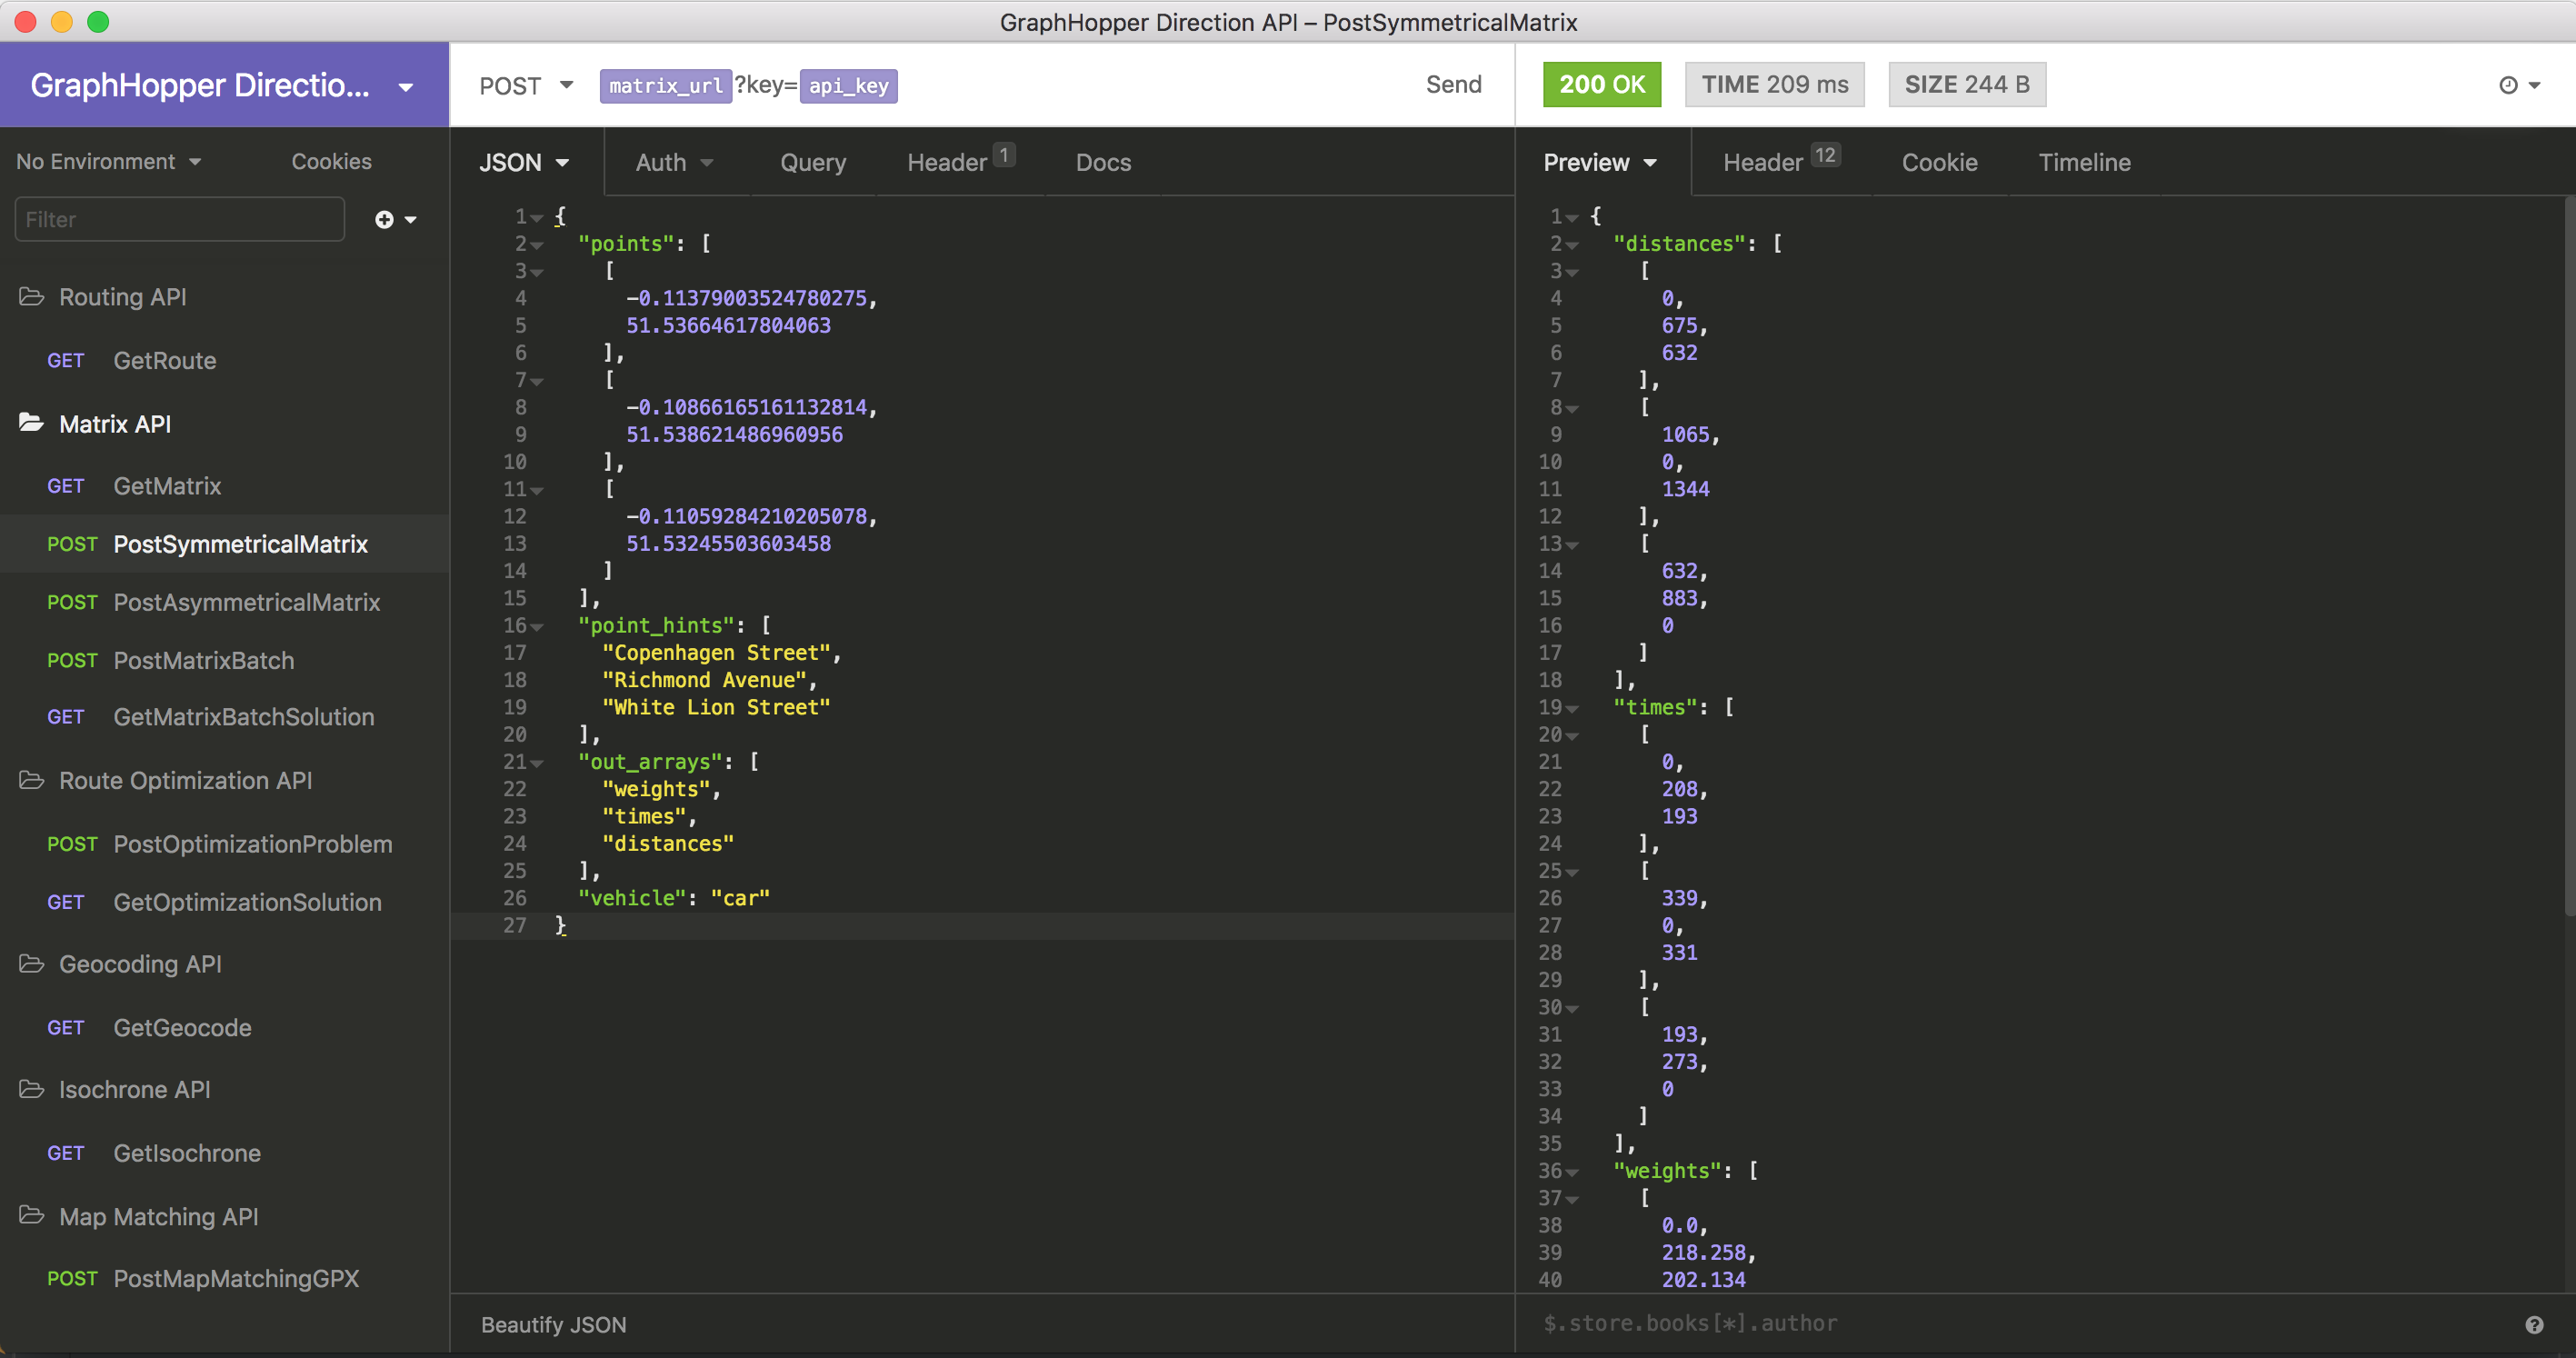 GraphHopper Direction API – PostSymmetricalMatrix
GraphHopper Directio...
POST matrix_url?key=api_key Send
200 OK TIME 209 ms SIZE 244 B
No Environment Cookies
Filter
Routing API
GET GetRoute
Matrix API
GET GetMatrix
POST PostSymmetricalMatrix
POST PostAsymmetricalMatrix
POST PostMatrixBatch
GET GetMatrixBatchSolution
Route Optimization API
POST PostOptimizationProblem
GET GetOptimizationSolution
Geocoding API
GET GetGeocode
Isochrone API
GET GetIsochrone
Map Matching API
POST PostMapMatchingGPX
JSON Auth Query Header 1 Docs
1 {
2 "points": [
3 [
4 -0.11379003524780275,
5 51.53664617804063
6 ],
7 [
8 -0.10866165161132814,
9 51.538621486960956
10 ],
11 [
12 -0.11059284210205078,
13 51.53245503603458
14 ]
15 ],
16 "point_hints": [
17 "Copenhagen Street",
18 "Richmond Avenue",
19 "White Lion Street"
20 ],
21 "out_arrays": [
22 "weights",
23 "times",
24 "distances"
25 ],
26 "vehicle": "car"
27 }
Beautify JSON
Preview Header 12 Cookie Timeline
1 {
2 "distances": [
3 [
4 0,
5 675,
6 632
7 ],
8 [
9 1065,
10 0,
11 1344
12 ],
13 [
14 632,
15 883,
16 0
17 ]
18 ],
19 "times": [
20 [
21 0,
22 208,
23 193
24 ],
25 [
26 339,
27 0,
28 331
29 ],
30 [
31 193,
32 273,
33 0
34 ]
35 ],
36 "weights": [
37 [
38 0.0,
39 218.258,
40 202.134
$.store.books[*].author